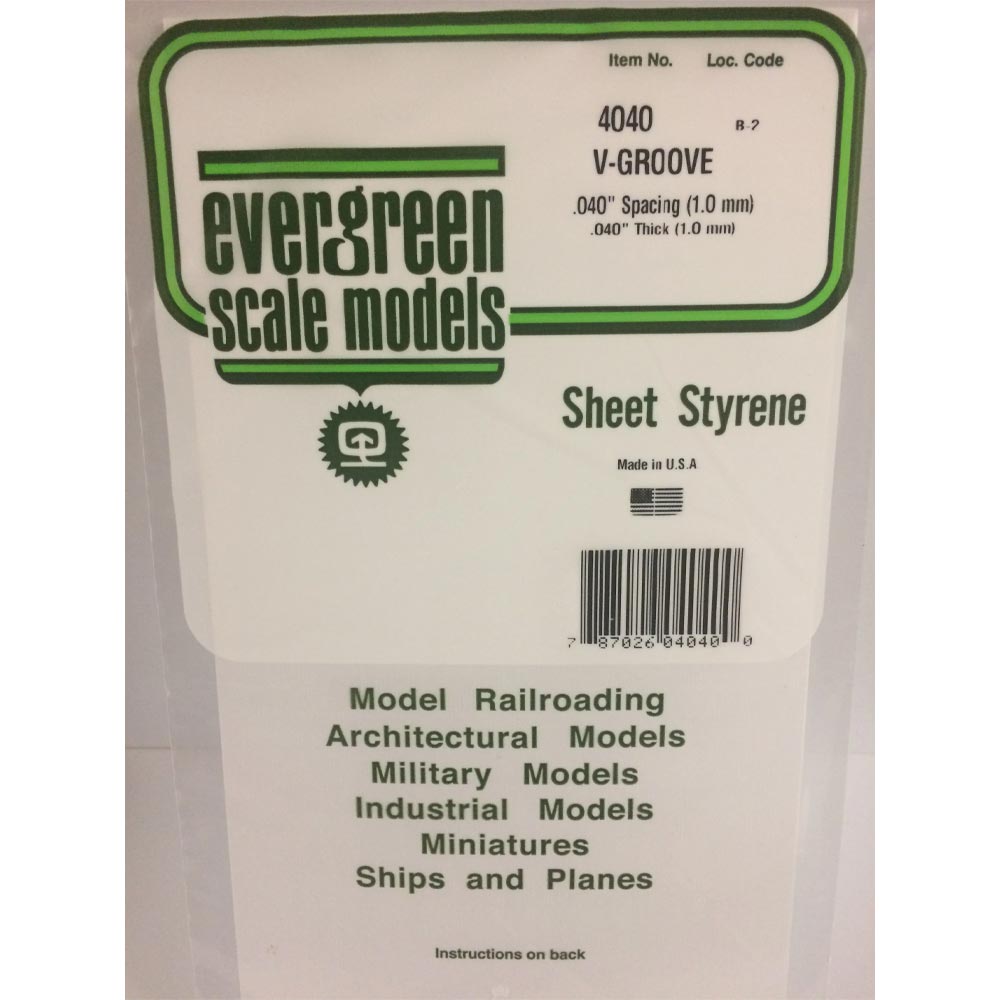 Item No. Loc. Code
4040 B-2
V-GROOVE
.040" Spacing (1.0 mm)
.040" Thick (1.0 mm)
evergreen
scale models
Sheet Styrene
Made in U.S.A
7 87026 04040 0
Model Railroading
Architectural Models
Military Models
Industrial Models
Miniatures
Ships and Planes
Instructions on back